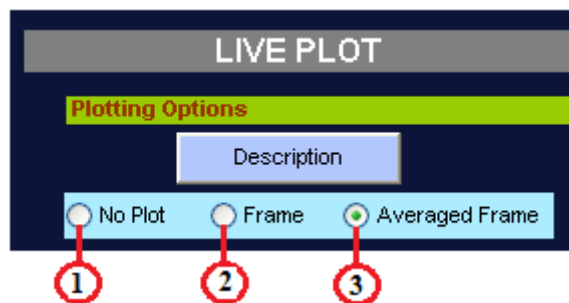 LIVE PLOT
Plotting Options
Description
No Plot Frame Averaged Frame
1 2 3